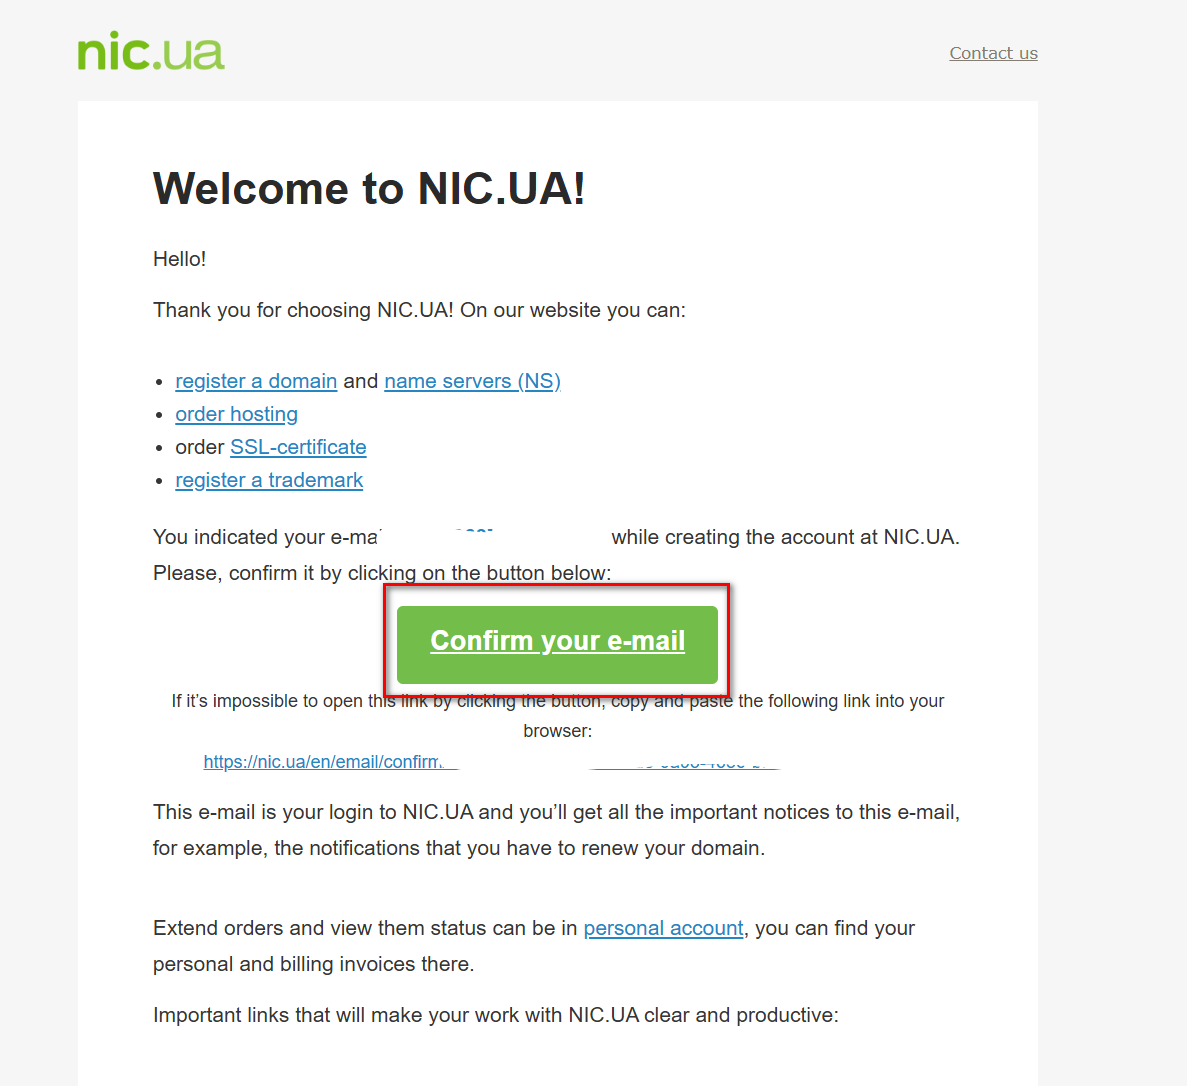 nic.ua
Contact us
Welcome to NIC.UA!
Hello!
Thank you for choosing NIC.UA! On our website you can:
• register a domain and name servers (NS)
• order hosting
• order SSL-certificate
• register a trademark
You indicated your while creating the account at NIC.UA.
Please, confirm it by clicking on the button below:
Confirm your e-mail
If it’s impossible to open this link by clicking the button, copy and paste the following link into your
browser:
https://nic.ua/en/email/confirm
This e-mail is your login to NIC.UA and you’ll get all the important notices to this e-mail,
for example, the notifications that you have to renew your domain.
Extend orders and view them status can be in personal account, you can find your
personal and billing invoices there.
Important links that will make your work with NIC.UA clear and productive: